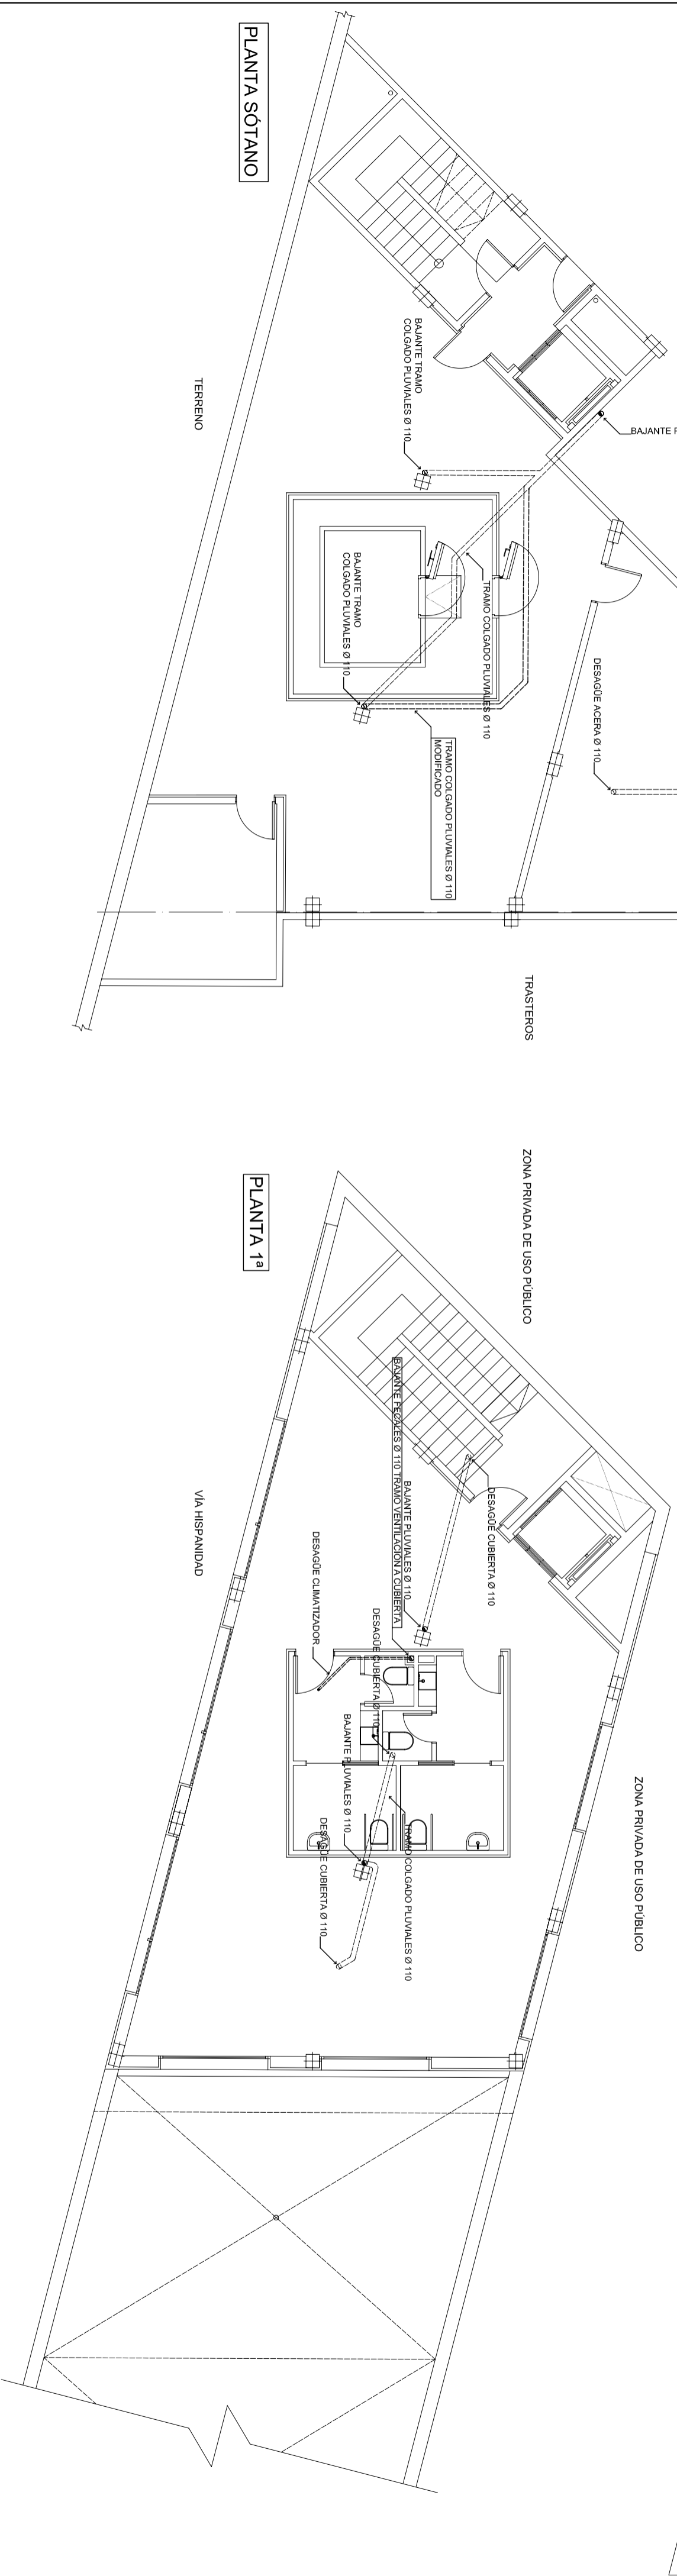 PLANTA SÓTANO
TERRENO
BAJANTE TRAMO
COLGADO PLUVIALES Ø 110
BAJANTE
BAJANTE TRAMO
COLGADO PLUVIALES Ø 110
TRAMO COLGADO PLUVIALES Ø 110
TRAMO COLGADO PLUVIALES Ø 110
MODIFICADO
DESAGÜE ACERA Ø 110
TRASTEROS
PLANTA 1ª
ZONA PRIVADA DE USO PÚBLICO
VÍA HISPANIDAD
BAJANTE FECALES Ø 110 TRAMO VENTILACIÓN A CUBIERTA
BAJANTE PLUVIALES Ø 110
DESAGÜE CUBIERTA Ø 110
DESAGÜE CLIMATIZADOR
DESAGÜE CUBIERTA Ø 110
BAJANTE PLUVIALES Ø 110
DESAGÜE CUBIERTA Ø 110
TRAMO COLGADO PLUVIALES Ø 110
ZONA PRIVADA DE USO PÚBLICO